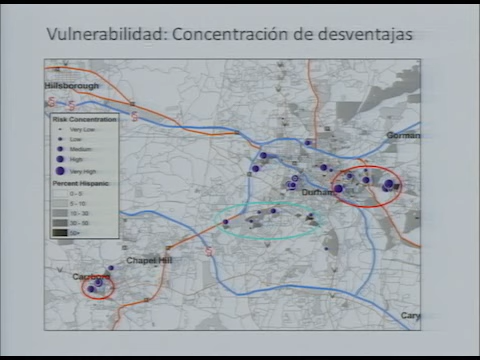 Vulnerabilidad: Concentración de desventajas
Hillsborough
Risk Concentration
Very Low
Low
Medium
High
Very High
Percent Hispanic
0 - 5
5 - 10
10 - 30
30 - 50
50+
Gorman
Durham
Chapel Hill
Carrboro
Cary